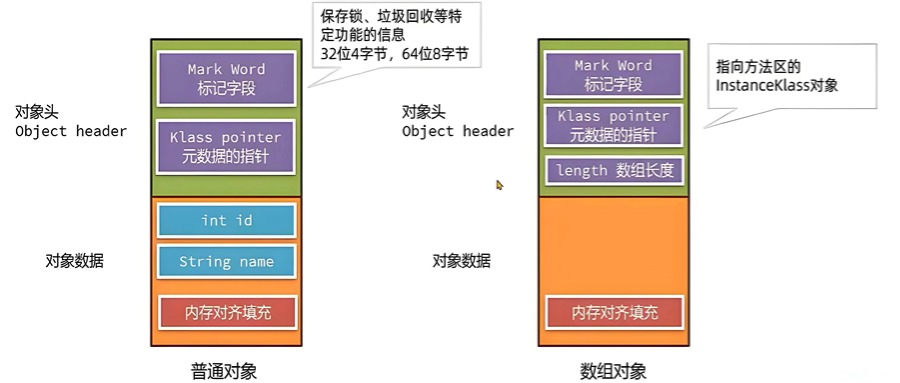 保存锁、垃圾回收等特
定功能的信息
32位4字节，64位8字节
Mark Word
标记字段
对象头
Object header
Klass pointer
元数据的指针
int id
对象数据
String name
内存对齐填充
普通对象
指向方法区的
InstanceKlass对象
Mark Word
标记字段
对象头
Object header
Klass pointer
元数据的指针
length 数组长度
对象数据
内存对齐填充
数组对象